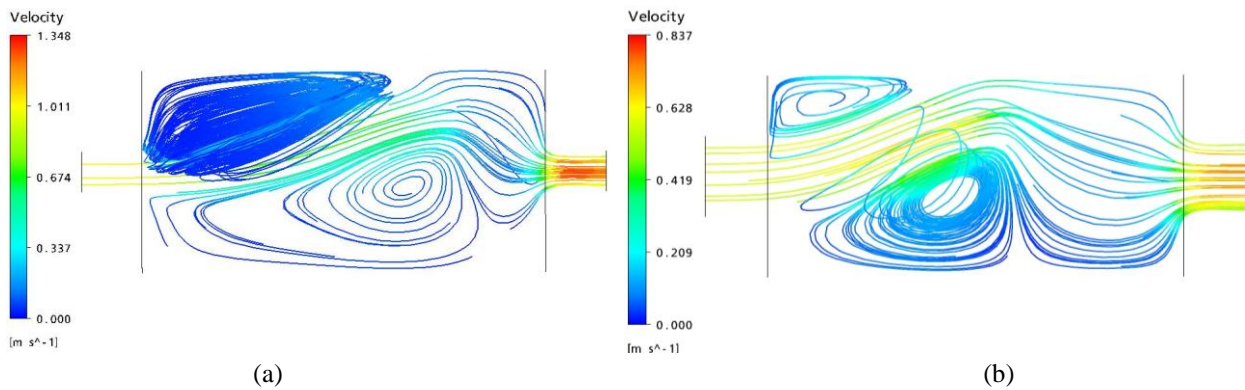 Velocity
1.348
1.011
0.674
0.337
0.000
[m s^-1]
(a)
Velocity
0.837
0.628
0.419
0.209
0.000
[m s^-1]
(b)